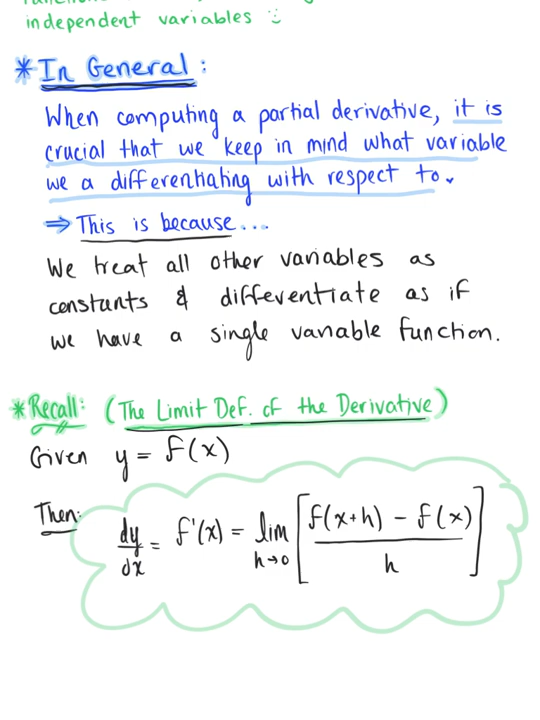 independent variables :)
* In General:
When computing a partial derivative, it is
crucial that we keep in mind what variable
we a differentiating with respect to.
⇒ This is because...
We treat all other variables as
constants & differentiate as if
we have a single variable function.
* Recall: (The Limit Def. of the Derivative)
Given y = f(x)
Then:
dy/dx = f'(x) = lim h→0 [f(x+h) - f(x) / h]